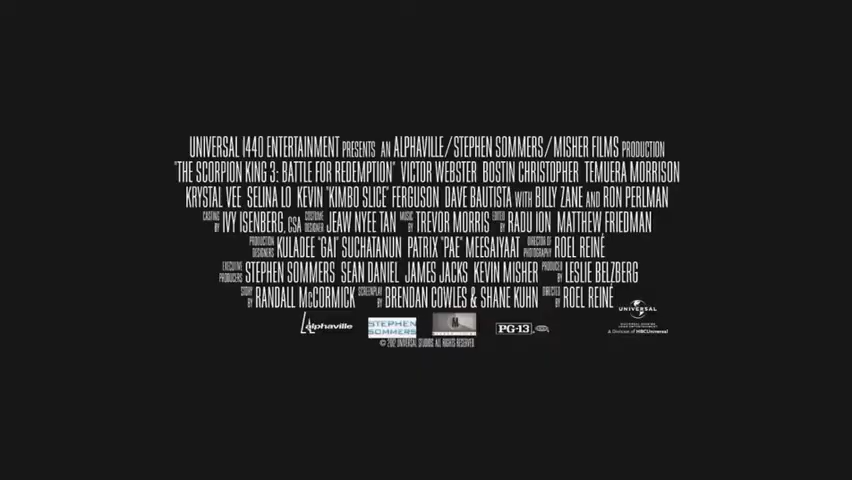 UNIVERSAL 1440 ENTERTAINMENT PRESENTS AN ALPHAVILLE/STEPHEN SOMMERS/MISHER FILMS PRODUCTION
"THE SCORPION KING 3: BATTLE FOR REDEMPTION" VICTOR WEBSTER BOSTIN CHRISTOPHER TEMUERA MORRISON
KRYSTAL VEE SELINA LO KEVIN "KIMBO SLICE" FERGUSON DAVE BAUTISTA WITH BILLY ZANE AND RON PERLMAN
CASTING BY IVY ISENBERG, CSA COSTUME DESIGNER JEAW NYEE TAN MUSIC BY TREVOR MORRIS EDITED BY RADU ION MATTHEW FRIEDMAN
PRODUCTION DESIGNERS KULADEE "GAI" SUCHATANUN PATRIX "PAE" MEESAIYAAT DIRECTOR OF PHOTOGRAPHY ROEL REINÉ
EXECUTIVE PRODUCERS STEPHEN SOMMERS SEAN DANIEL JAMES JACKS KEVIN MISHER PRODUCED BY LESLIE BELZBERG
STORY BY RANDALL McCORMICK SCREENPLAY BY BRENDAN COWLES & SHANE KUHN DIRECTED BY ROEL REINÉ
UNIVERSAL
alphaville STEPHEN SOMMERS PG-13
A Division of NBCUniversal
© 2012 UNIVERSAL STUDIOS. ALL RIGHTS RESERVED.